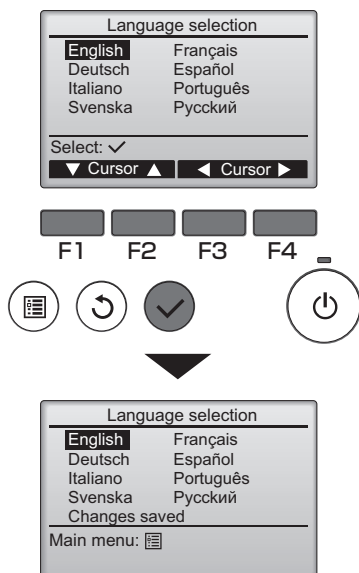 Language selection
English Français
Deutsch Español
Italiano Português
Svenska Русский
Select: ✓
▼ Cursor ▲ ◀ Cursor ▶
F1 F2 F3 F4
Language selection
English Français
Deutsch Español
Italiano Português
Svenska Русский
Changes saved
Main menu: